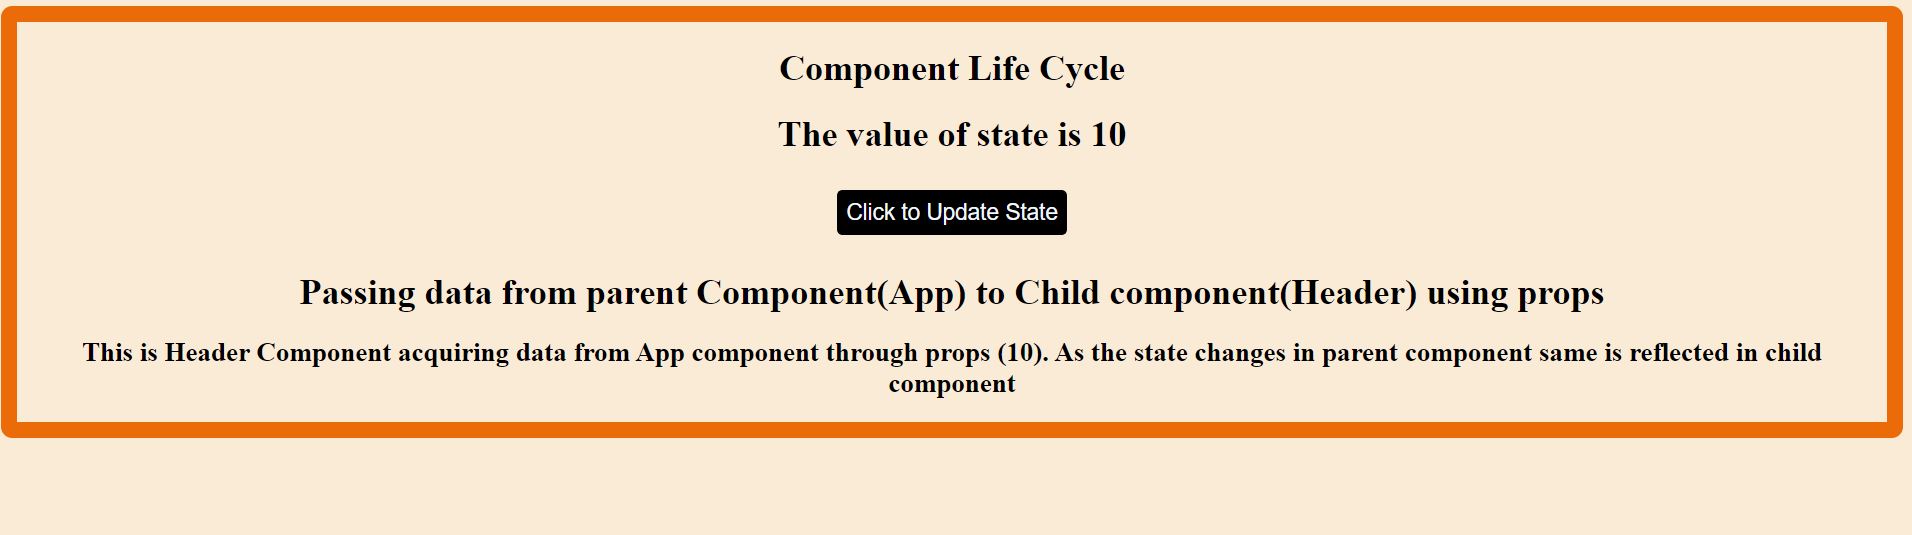 Component Life Cycle
The value of state is 10
Click to Update State
Passing data from parent Component(App) to Child component(Header) using props
This is Header Component acquiring data from App component through props (10). As the state changes in parent component same is reflected in child
component